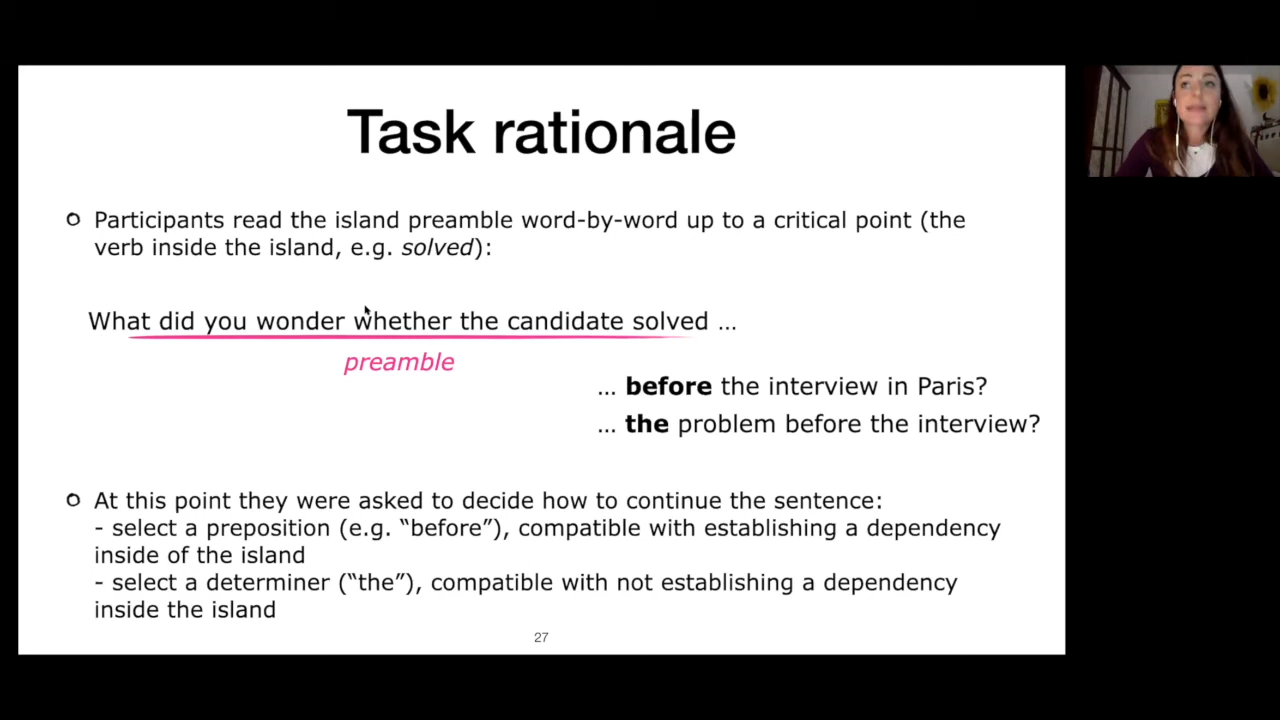 Task rationale
Participants read the island preamble word-by-word up to a critical point (the
verb inside the island, e.g. solved):
What did you wonder whether the candidate solved ...
preamble
... before the interview in Paris?
... the problem before the interview?
At this point they were asked to decide how to continue the sentence:
- select a preposition (e.g. “before”), compatible with establishing a dependency
inside of the island
- select a determiner (“the”), compatible with not establishing a dependency
inside the island
27